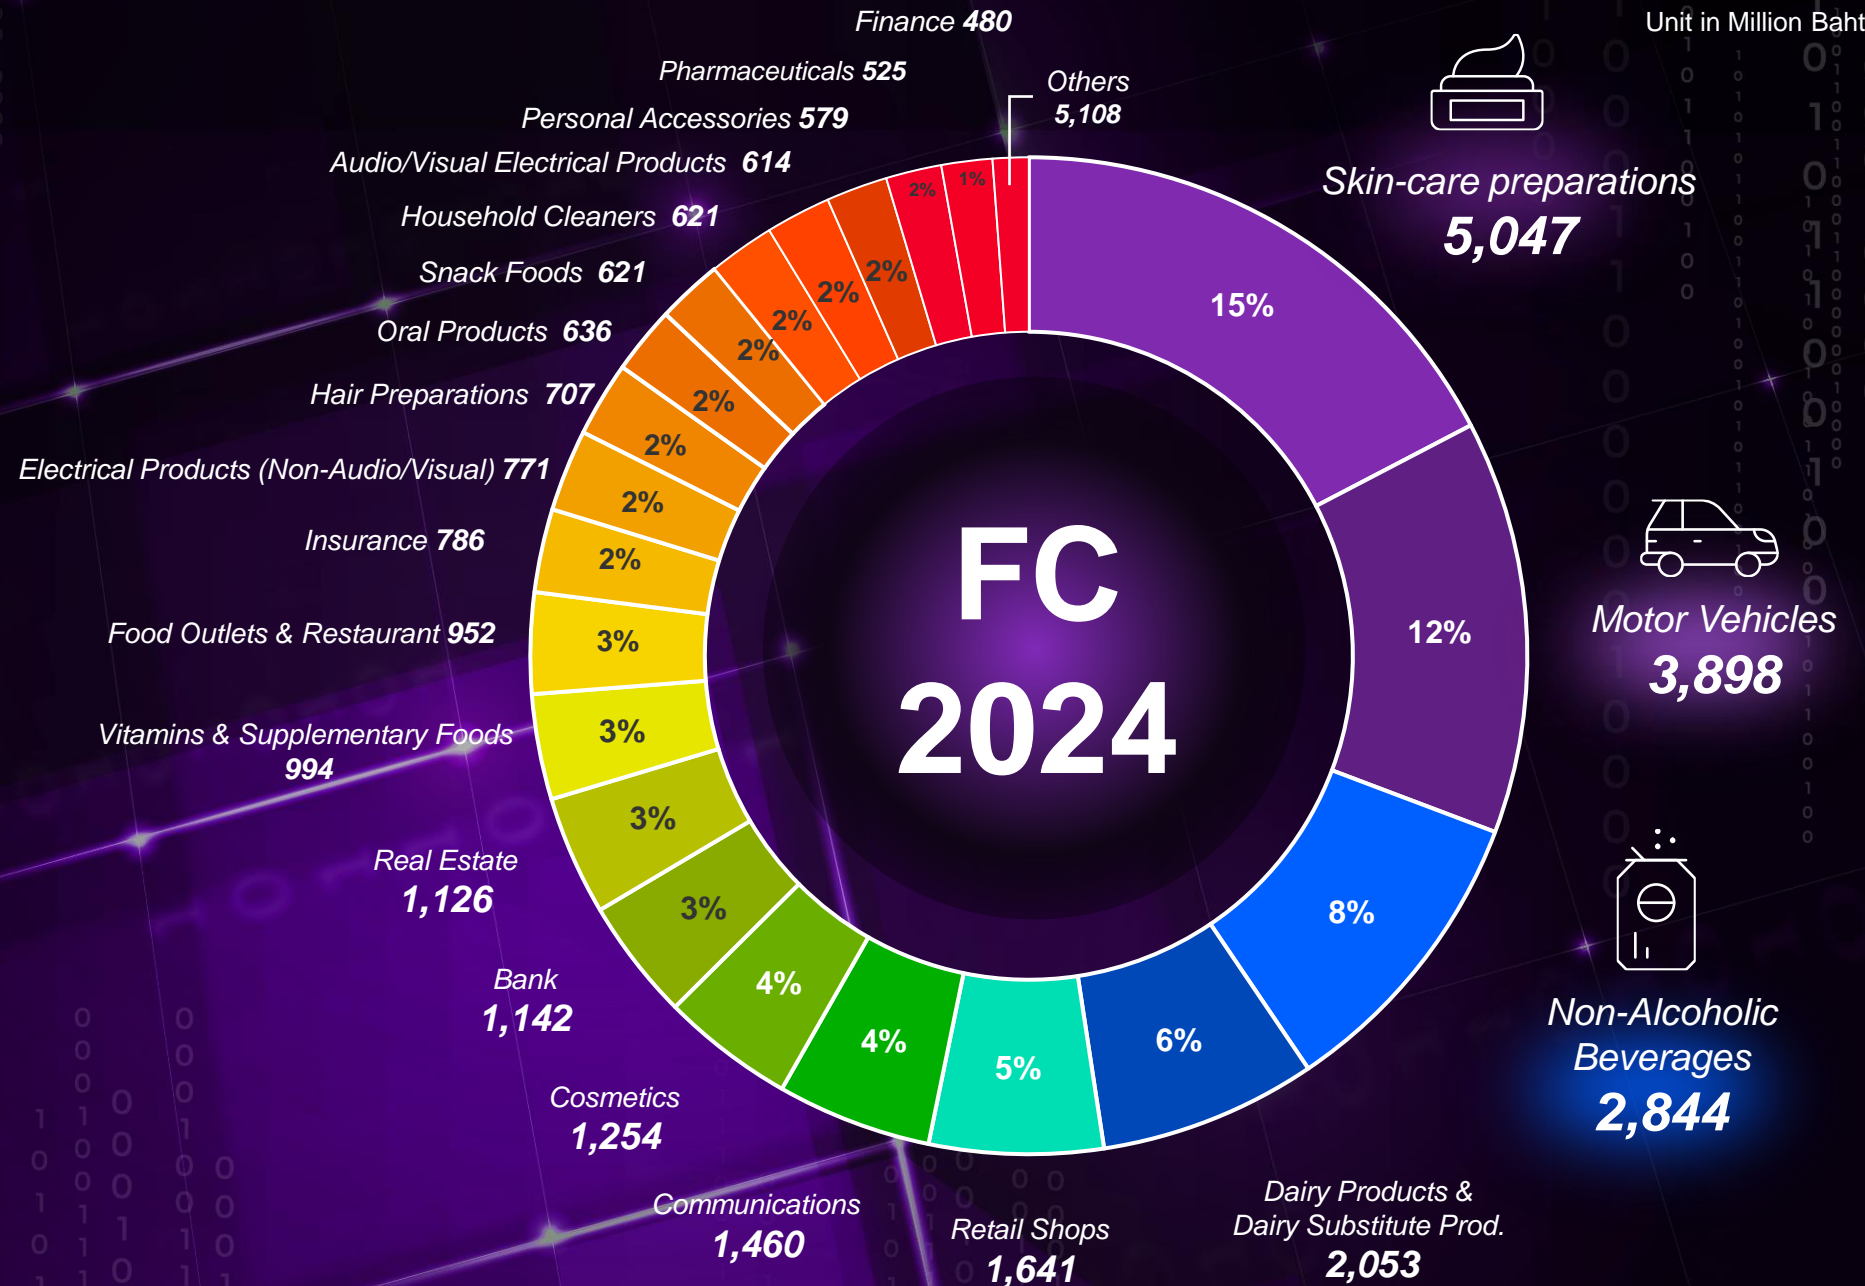 Unit in Million Baht
Finance 480
Pharmaceuticals 525
Others
5,108
Personal Accessories 579
Audio/Visual Electrical Products 614
Household Cleaners 621
Snack Foods 621
Oral Products 636
Hair Preparations 707
Electrical Products (Non-Audio/Visual) 771
Insurance 786
Food Outlets & Restaurant 952
Vitamins & Supplementary Foods
994
Real Estate
1,126
Bank
1,142
Cosmetics
1,254
Communications
1,460
Retail Shops
1,641
Dairy Products &
Dairy Substitute Prod.
2,053
Non-Alcoholic
Beverages
2,844
Motor Vehicles
3,898
Skin-care preparations
5,047
15%
12%
8%
6%
5%
4%
4%
3%
3%
3%
3%
2%
2%
2%
2%
2%
2%
2%
2%
2%
1%
FC
2024